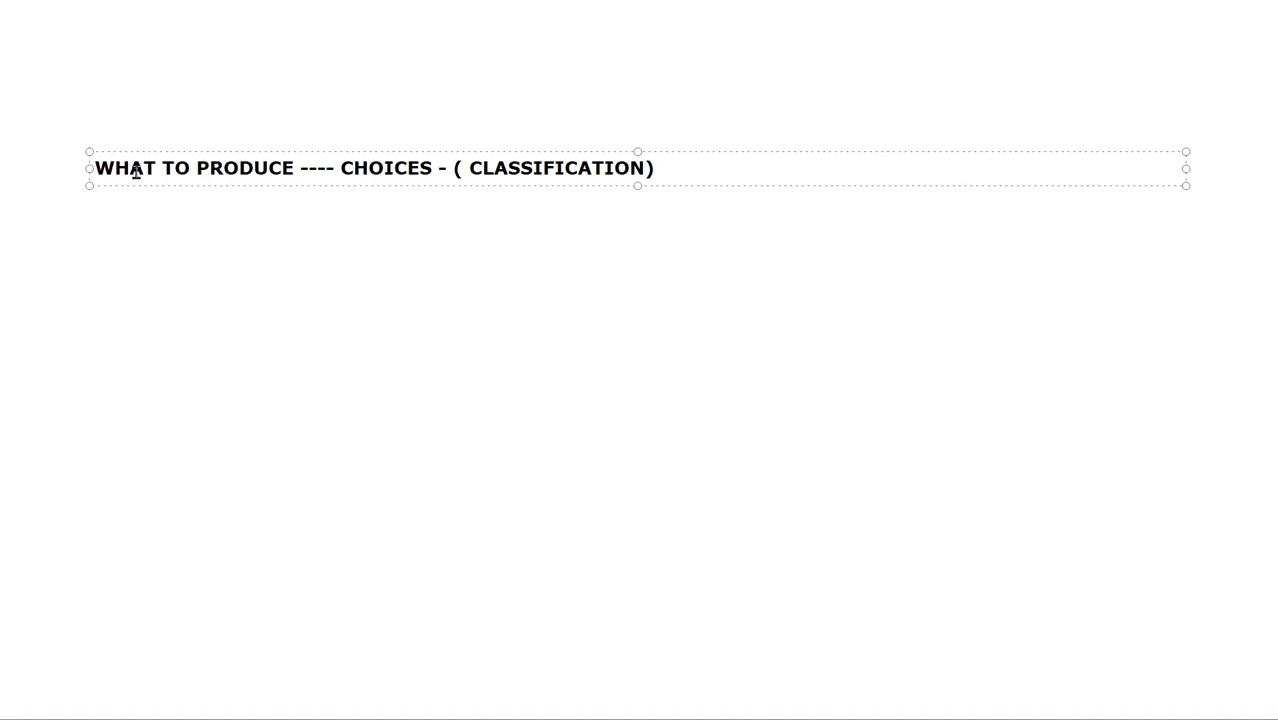 WHAT TO PRODUCE ---- CHOICES - ( CLASSIFICATION)